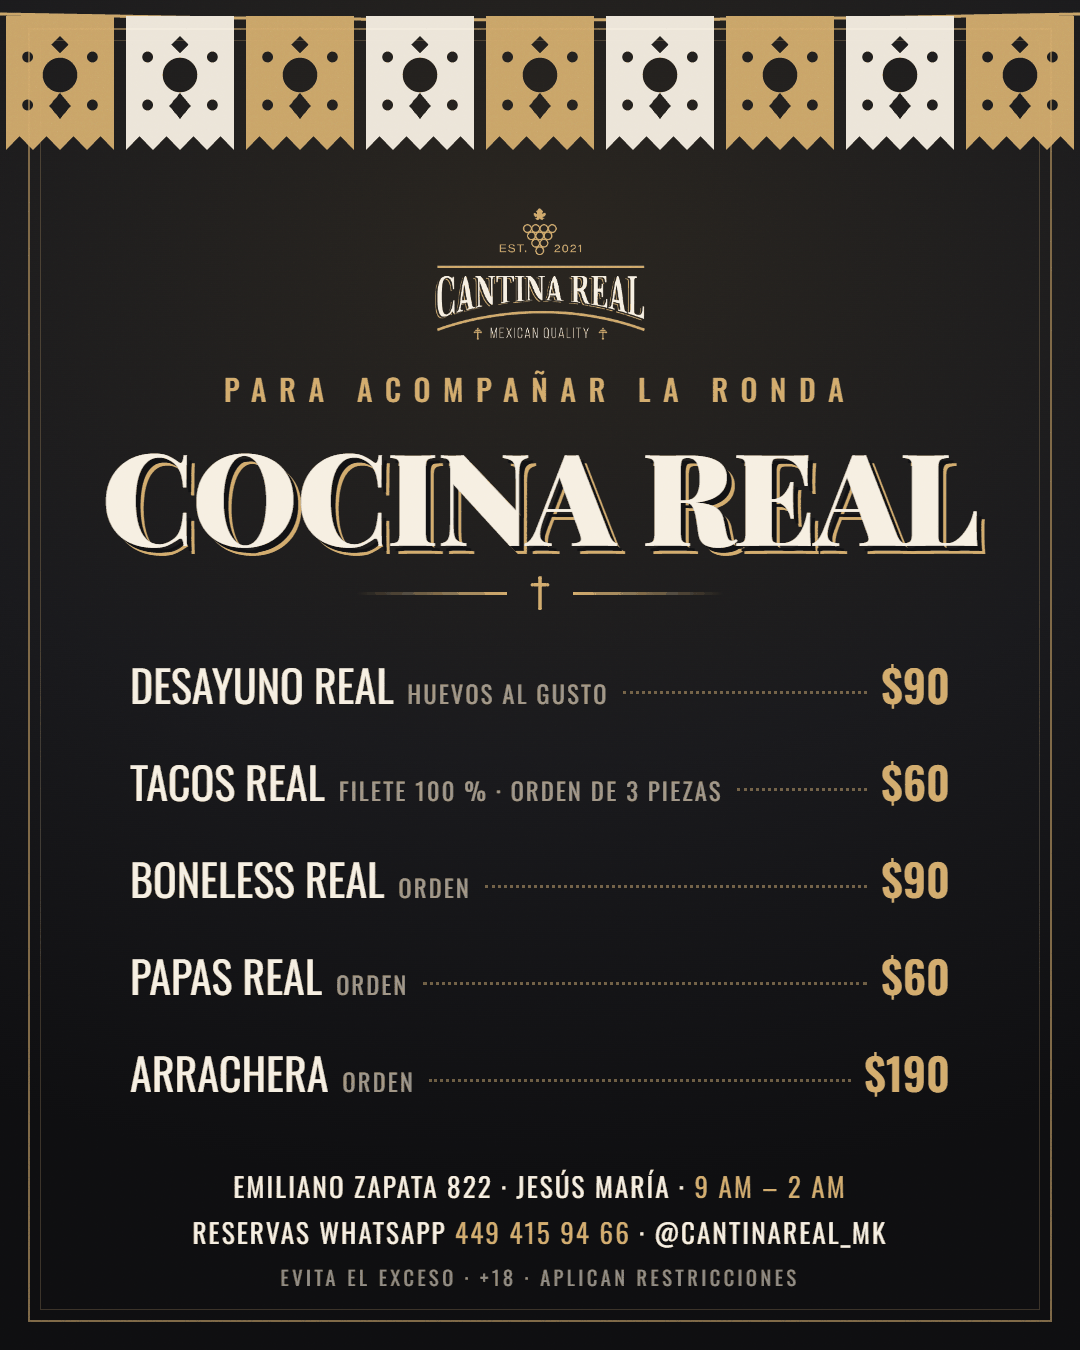 EST. 2021
CANTINA REAL
MEXICAN QUALITY
PARA ACOMPAÑAR LA RONDA
COCINA REAL
DESAYUNO REAL HUEVOS AL GUSTO $90
TACOS REAL FILETE 100 % · ORDEN DE 3 PIEZAS $60
BONELESS REAL ORDEN $90
PAPAS REAL ORDEN $60
ARRACHERA ORDEN $190
EMILIANO ZAPATA 822 · JESÚS MARÍA · 9 AM – 2 AM
RESERVAS WHATSAPP 449 415 94 66 · @CANTINAREAL_MK
EVITA EL EXCESO · +18 · APLICAN RESTRICCIONES